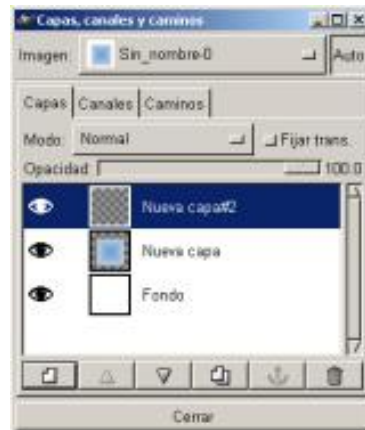 Capas, canales y caminos
Imagen: Sin_nombre-0 Auto
Capas Canales Caminos
Modo: Normal Fijar trans.
Opacidad: 100.0
Nueva capa#2
Nueva capa
Fondo
Cerrar